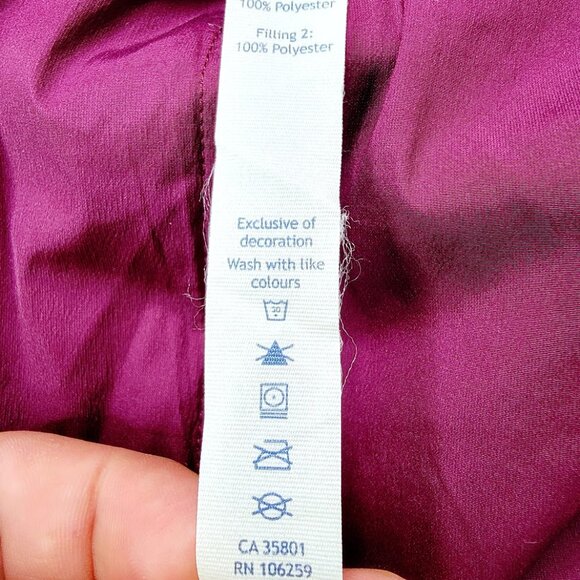 100% Polyester
Filling 2:
100% Polyester
Exclusive of
decoration
Wash with like
colours
30
CA 35801
RN 106259